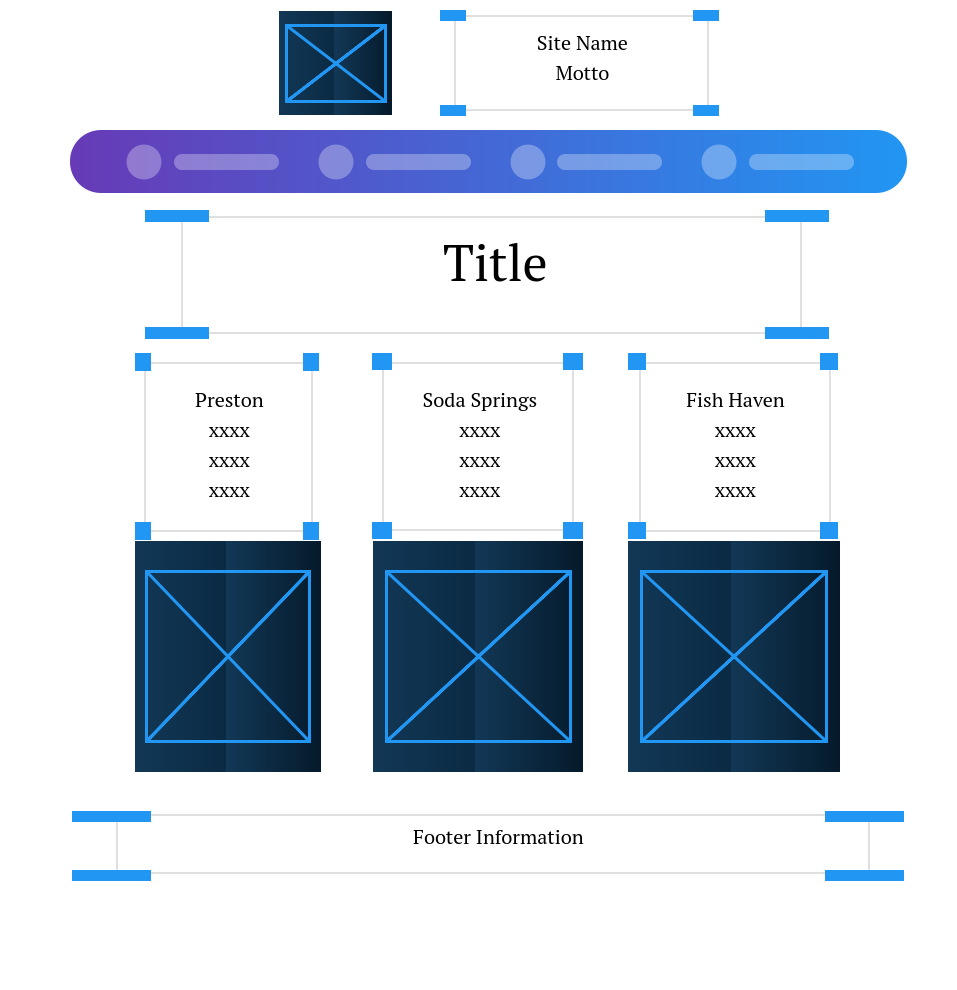 Site Name
Motto
Title
Preston
xxxx
xxxx
xxxx
Soda Springs
xxxx
xxxx
xxxx
Fish Haven
xxxx
xxxx
xxxx
Footer Information